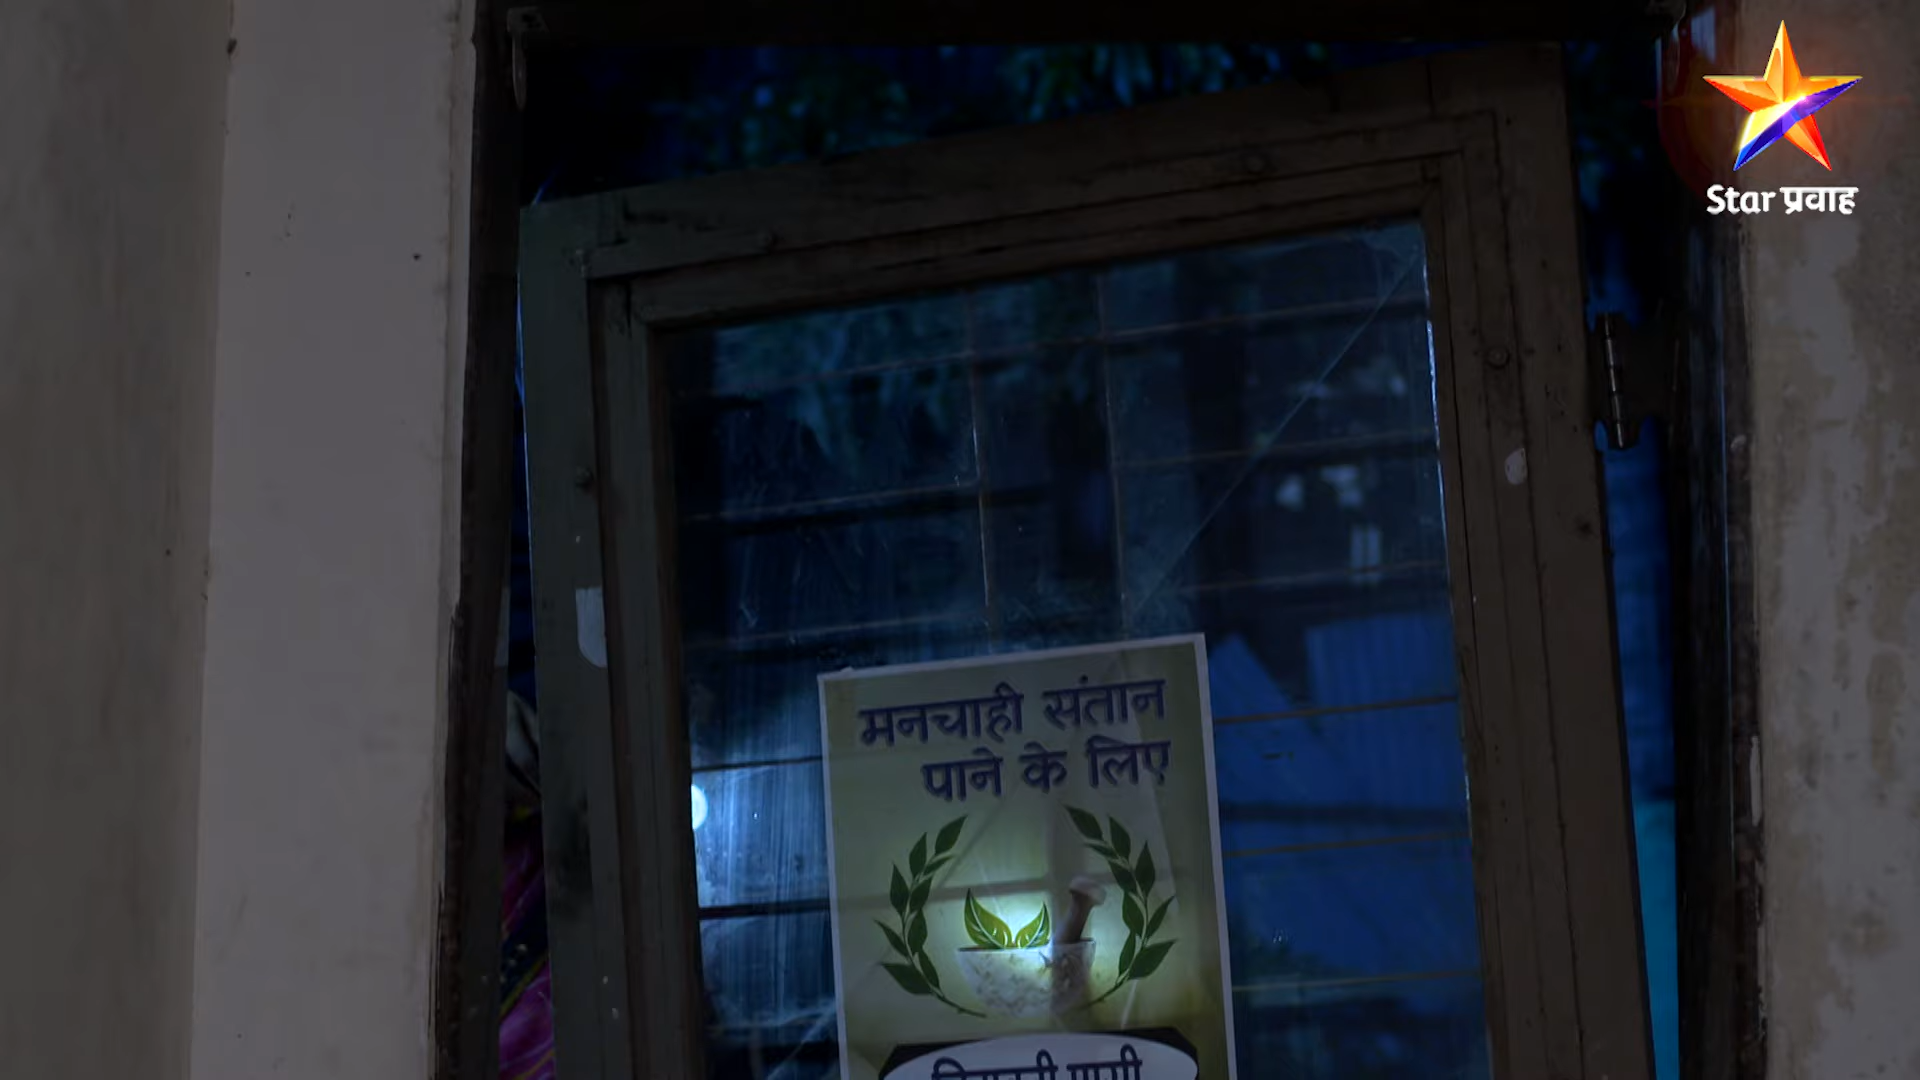 Star प्रवाह
मनचाही संतान
पाने के लिए